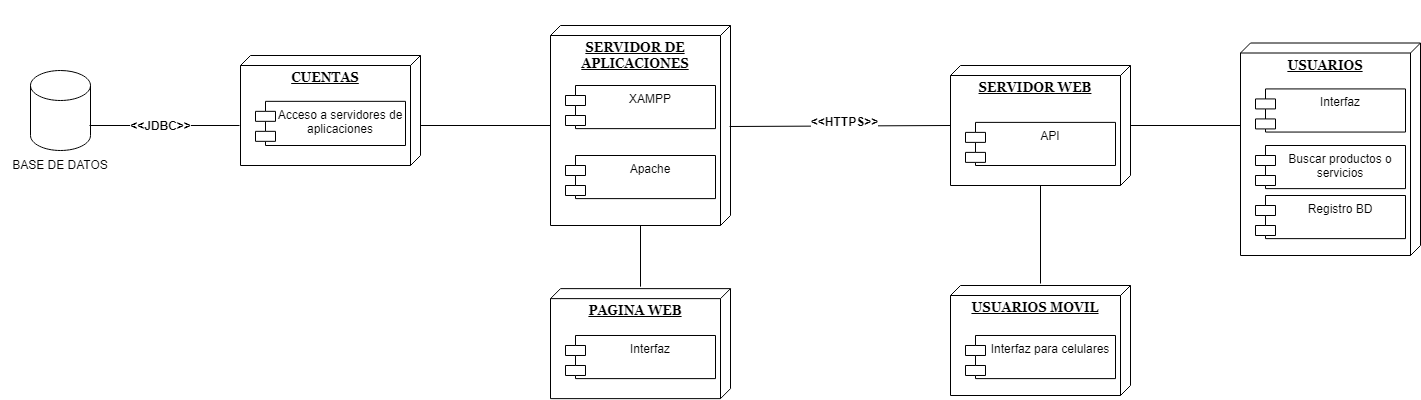 BASE DE DATOS
<<JDBC>>
CUENTAS
Acceso a servidores de
aplicaciones
SERVIDOR DE
APLICACIONES
XAMPP
Apache
PAGINA WEB
Interfaz
<<HTTPS>>
SERVIDOR WEB
API
USUARIOS MOVIL
Interfaz para celulares
USUARIOS
Interfaz
Buscar productos o
servicios
Registro BD